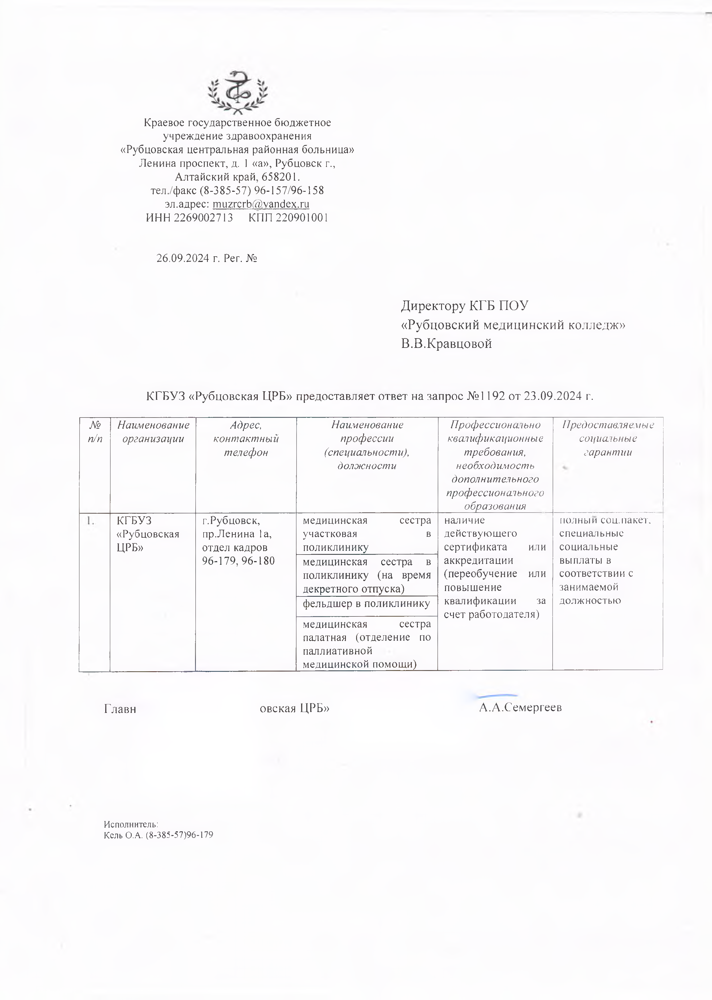 Краевое государственное бюджетное
учреждение здравоохранения
«Рубцовская центральная районная больница»
Ленина проспект, д. 1 «а», Рубцовск г.,
Алтайский край, 658201.
тел./факс (8-385-57) 96-157/96-158
эл.адрес: muzrcrb@yandex.ru
ИНН 2269002713 КПП 220901001
26.09.2024 г. Рег. №
Директору КГБ ПОУ
«Рубцовский медицинский колледж»
В.В.Кравцовой
КГБУЗ «Рубцовская ЦРБ» предоставляет ответ на запрос №1192 от 23.09.2024 г.
№
п/п
Наименование
организации
Адрес,
контактный
телефон
Наименование
профессии
(специальности),
должности
Профессионально
квалификационные
требования,
необходимость
дополнительного
профессионального
образования
Предоставляемые
социальные
гарантии
1.
КГБУЗ
«Рубцовская
ЦРБ»
г.Рубцовск,
пр.Ленина 1а,
отдел кадров
96-179, 96-180
медицинская сестра
участковая в
поликлинику
медицинская сестра в
поликлинику (на время
декретного отпуска)
фельдшер в поликлинику
медицинская сестра
палатная (отделение по
паллиативной
медицинской помощи)
наличие
действующего
сертификата или
аккредитации
(переобучение или
повышение
квалификации за
счет работодателя)
полный соц.пакет,
специальные
социальные
выплаты в
соответствии с
занимаемой
должностью
Главн овская ЦРБ» А.А.Семергеев
Исполнитель:
Кель О.А. (8-385-57)96-179